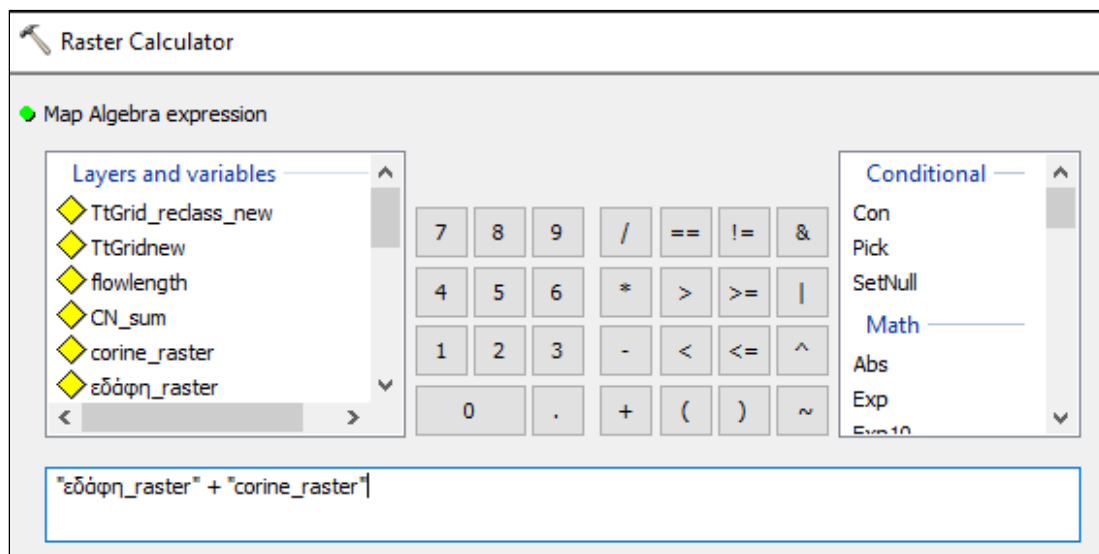 Raster Calculator
Map Algebra expression
Layers and variables
TtGrid_reclass_new
TtGridnew
flowlength
CN_sum
corine_raster
εδάφη_raster
7 8 9 / == != &
4 5 6 * > >= |
1 2 3 - < <= ^
0 . + ( ) ~
Conditional
Con
Pick
SetNull
Math
Abs
Exp
Exp10
"εδάφη_raster" + "corine_raster"